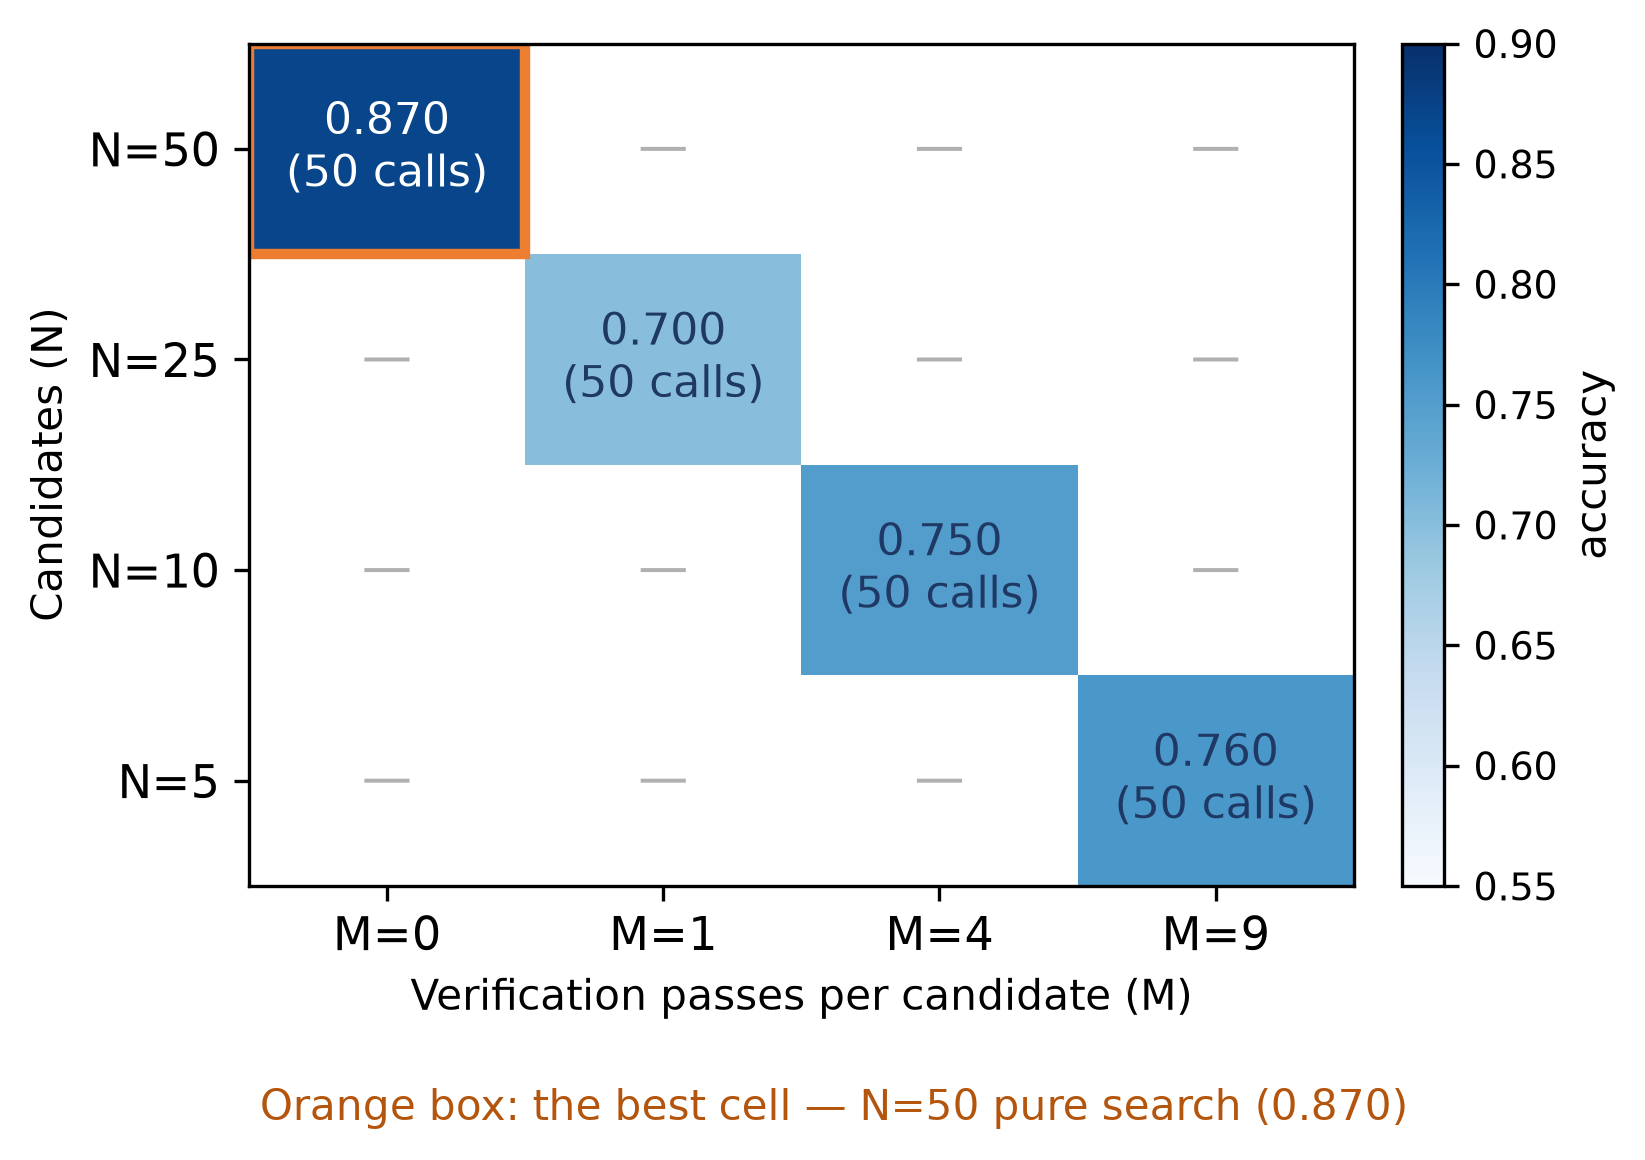 0.870
(50 calls)
N=50
—
—
—
0.700
(50 calls)
N=25
—
—
—
0.750
(50 calls)
N=10
—
—
—
0.760
(50 calls)
N=5
—
—
—
Candidates (N)
M=0
M=1
M=4
M=9
Verification passes per candidate (M)
0.90
0.85
0.80
0.75
0.70
0.65
0.60
0.55
accuracy
Orange box: the best cell — N=50 pure search (0.870)